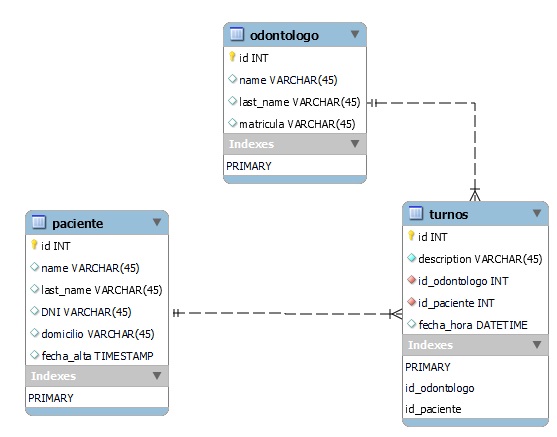 odontologo
id INT
name VARCHAR(45)
last_name VARCHAR(45)
matricula VARCHAR(45)
Indexes
PRIMARY
paciente
id INT
name VARCHAR(45)
last_name VARCHAR(45)
DNI VARCHAR(45)
domicilio VARCHAR(45)
fecha_alta TIMESTAMP
Indexes
PRIMARY
turnos
id INT
description VARCHAR(45)
id_odontologo INT
id_paciente INT
fecha_hora DATETIME
Indexes
PRIMARY
id_odontologo
id_paciente